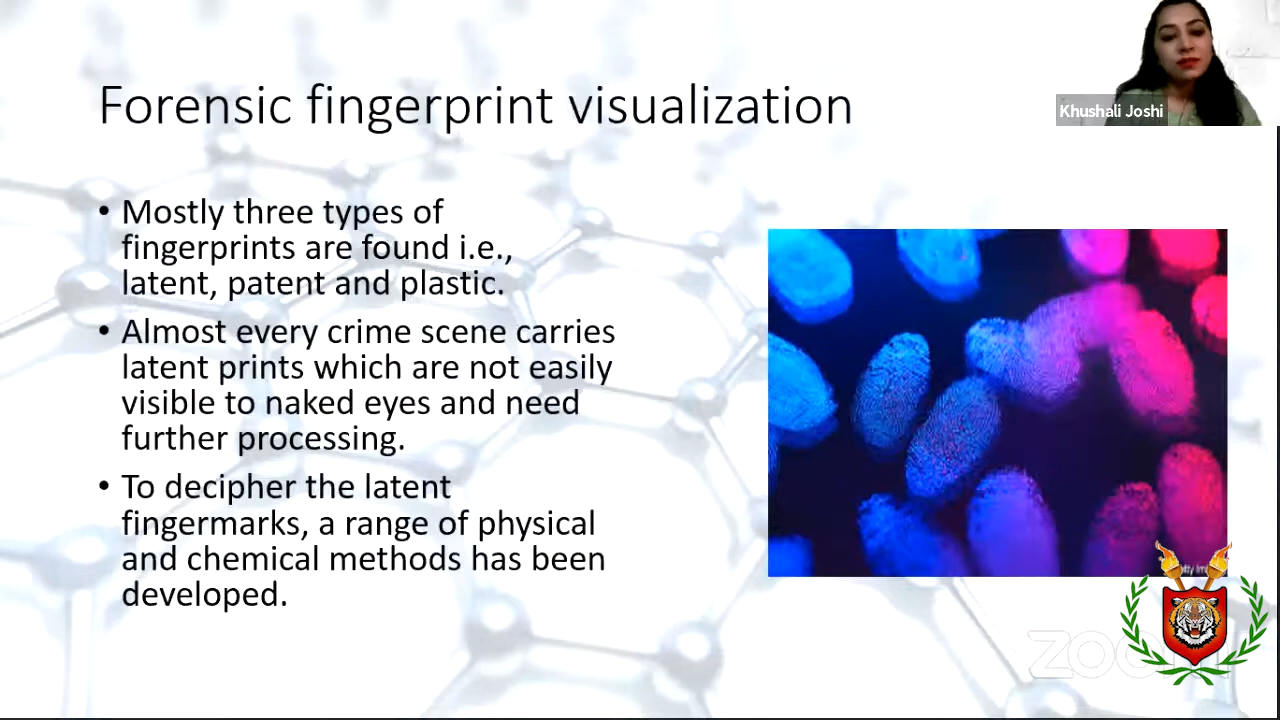 Forensic fingerprint visualization
Khushali Joshi
• Mostly three types of
fingerprints are found i.e.,
latent, patent and plastic.
• Almost every crime scene carries
latent prints which are not easily
visible to naked eyes and need
further processing.
• To decipher the latent
fingermarks, a range of physical
and chemical methods has been
developed.
zoom